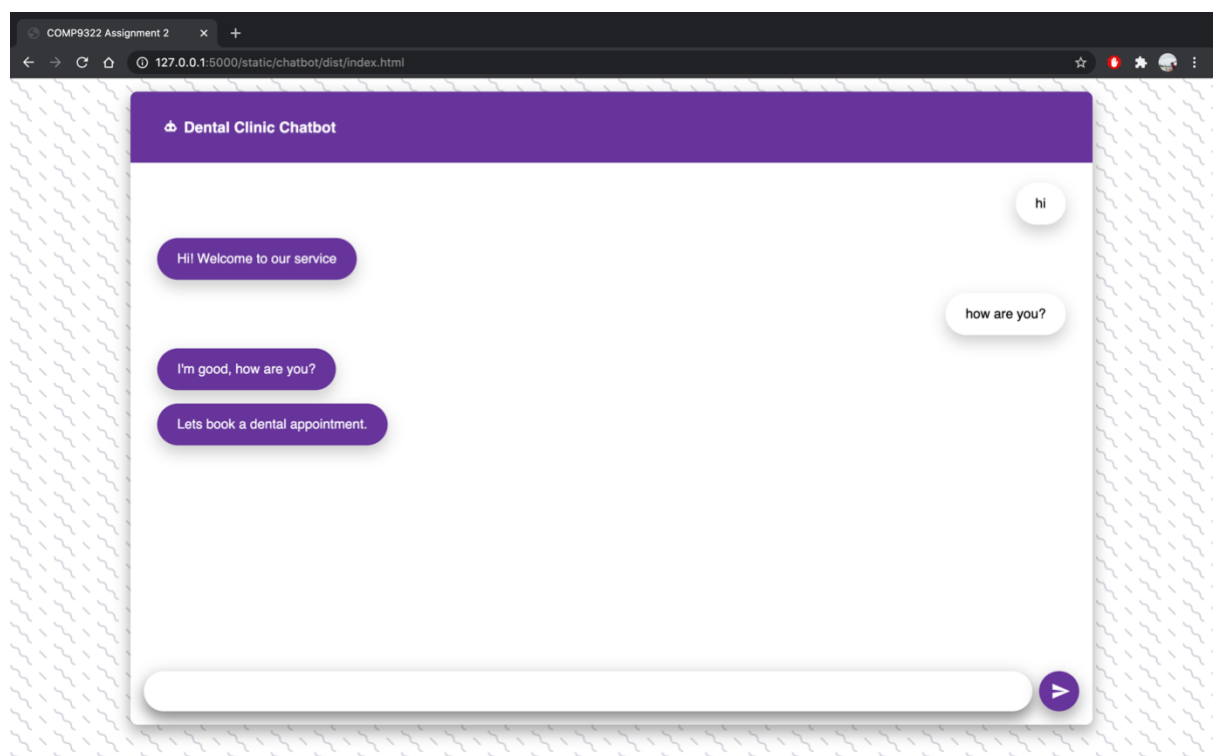 COMP9322 Assignment 2
127.0.0.1:5000/static/chatbot/dist/index.html
Dental Clinic Chatbot
hi
Hi! Welcome to our service
how are you?
I'm good, how are you?
Lets book a dental appointment.